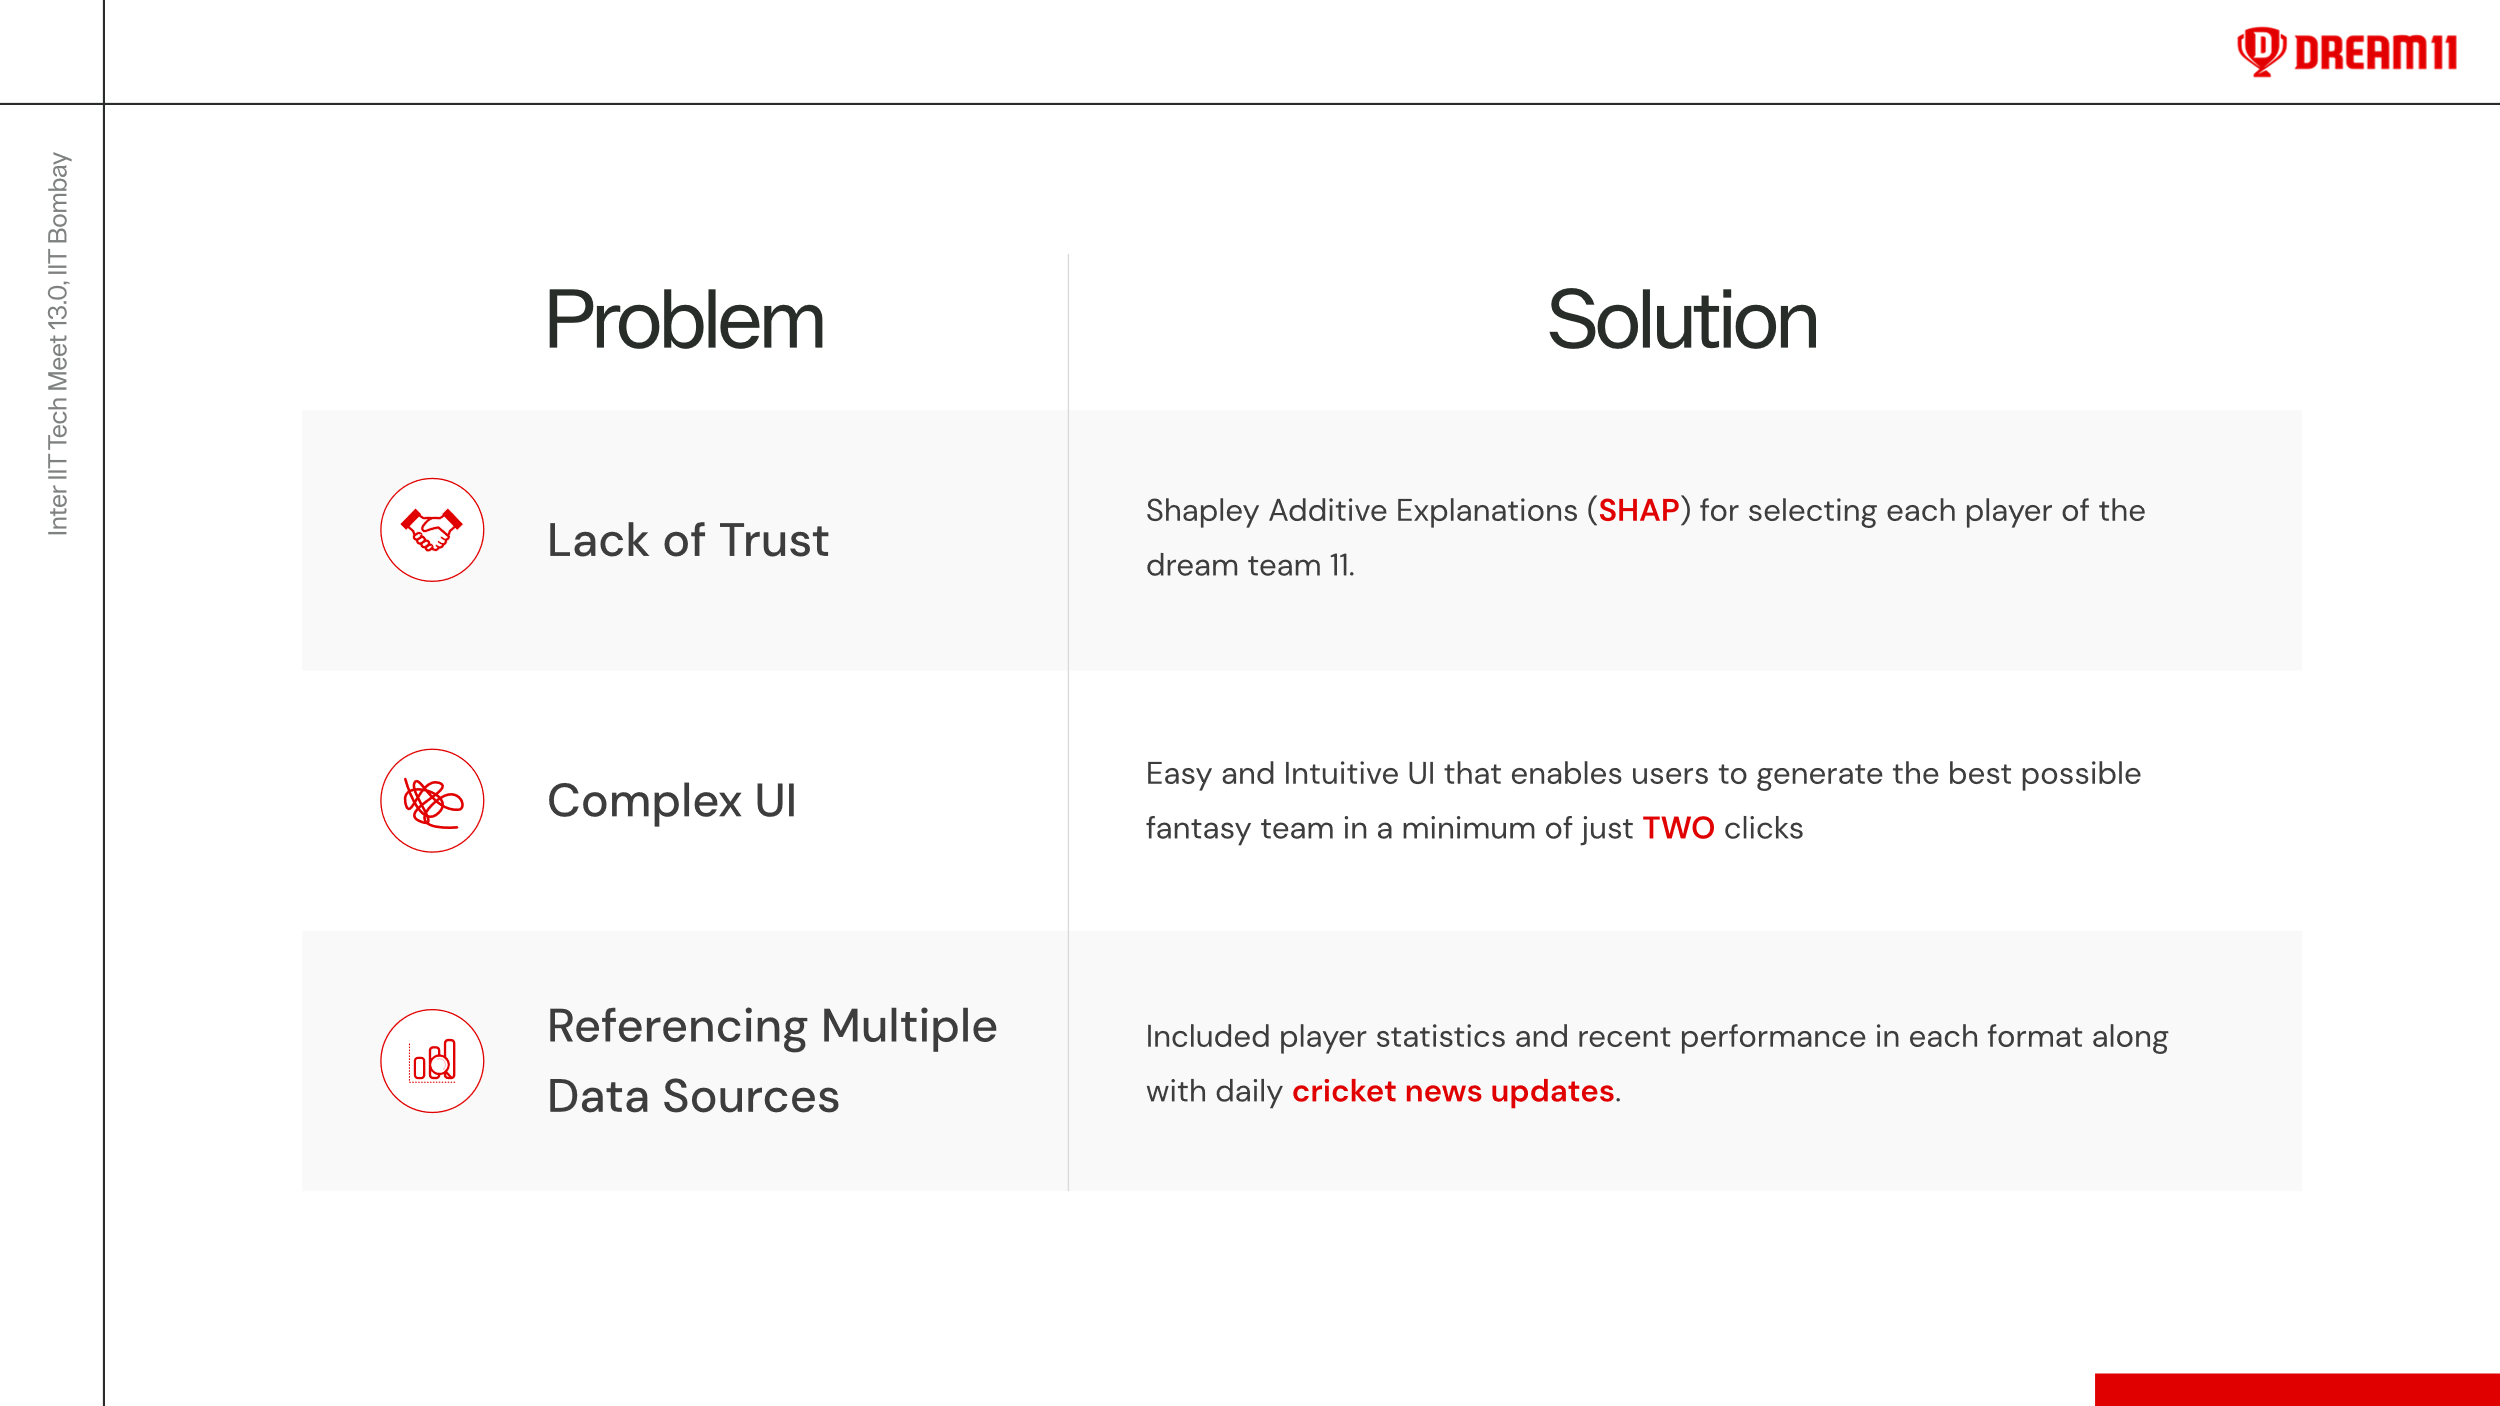 DREAM11
Inter IIT Tech Meet 13.0, IIT Bombay
Problem
Solution
Lack of Trust
Shapley Additive Explanations (SHAP) for selecting each player of the
dream team 11.
Complex UI
Easy and Intuitive UI that enables users to generate the best possible
fantasy team in a minimum of just TWO clicks
Referencing Multiple
Data Sources
Included player statistics and recent performance in each format along
with daily cricket news updates.